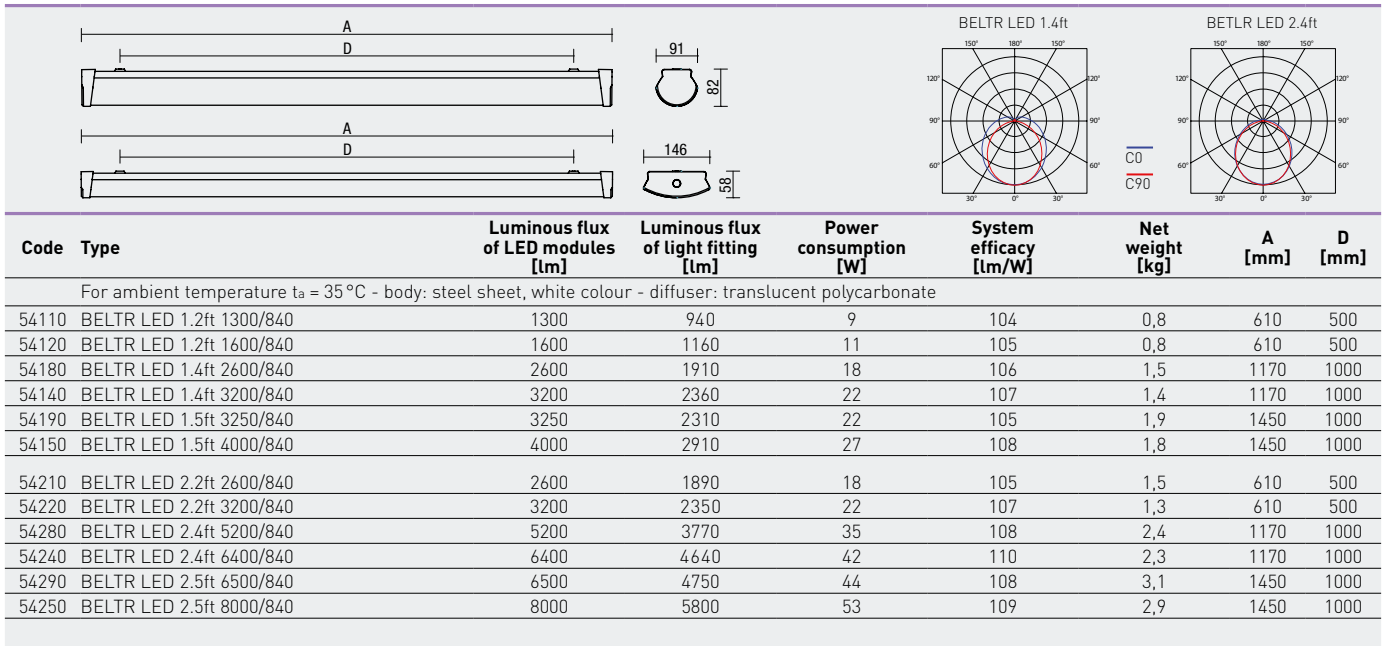 A
D
91
82
A
D
146
58
BELTR LED 1.4ft
150° 180° 150°
120° 120°
90° 90°
60° 60°
30° 0° 30°
C0
C90
BETLR LED 2.4ft
150° 180° 150°
120° 120°
90° 90°
60° 60°
30° 0° 30°
Code Type Luminous flux of LED modules [lm] Luminous flux of light fitting [lm] Power consumption [W] System efficacy [lm/W] Net weight [kg] A [mm] D [mm]
For ambient temperature ta = 35°C - body: steel sheet, white colour - diffuser: translucent polycarbonate
54110 BELTR LED 1.2ft 1300/840 1300 940 9 104 0,8 610 500
54120 BELTR LED 1.2ft 1600/840 1600 1160 11 105 0,8 610 500
54180 BELTR LED 1.4ft 2600/840 2600 1910 18 106 1,5 1170 1000
54140 BELTR LED 1.4ft 3200/840 3200 2360 22 107 1,4 1170 1000
54190 BELTR LED 1.5ft 3250/840 3250 2310 22 105 1,9 1450 1000
54150 BELTR LED 1.5ft 4000/840 4000 2910 27 108 1,8 1450 1000
54210 BELTR LED 2.2ft 2600/840 2600 1890 18 105 1,5 610 500
54220 BELTR LED 2.2ft 3200/840 3200 2350 22 107 1,3 610 500
54280 BELTR LED 2.4ft 5200/840 5200 3770 35 108 2,4 1170 1000
54240 BELTR LED 2.4ft 6400/840 6400 4640 42 110 2,3 1170 1000
54290 BELTR LED 2.5ft 6500/840 6500 4750 44 108 3,1 1450 1000
54250 BELTR LED 2.5ft 8000/840 8000 5800 53 109 2,9 1450 1000